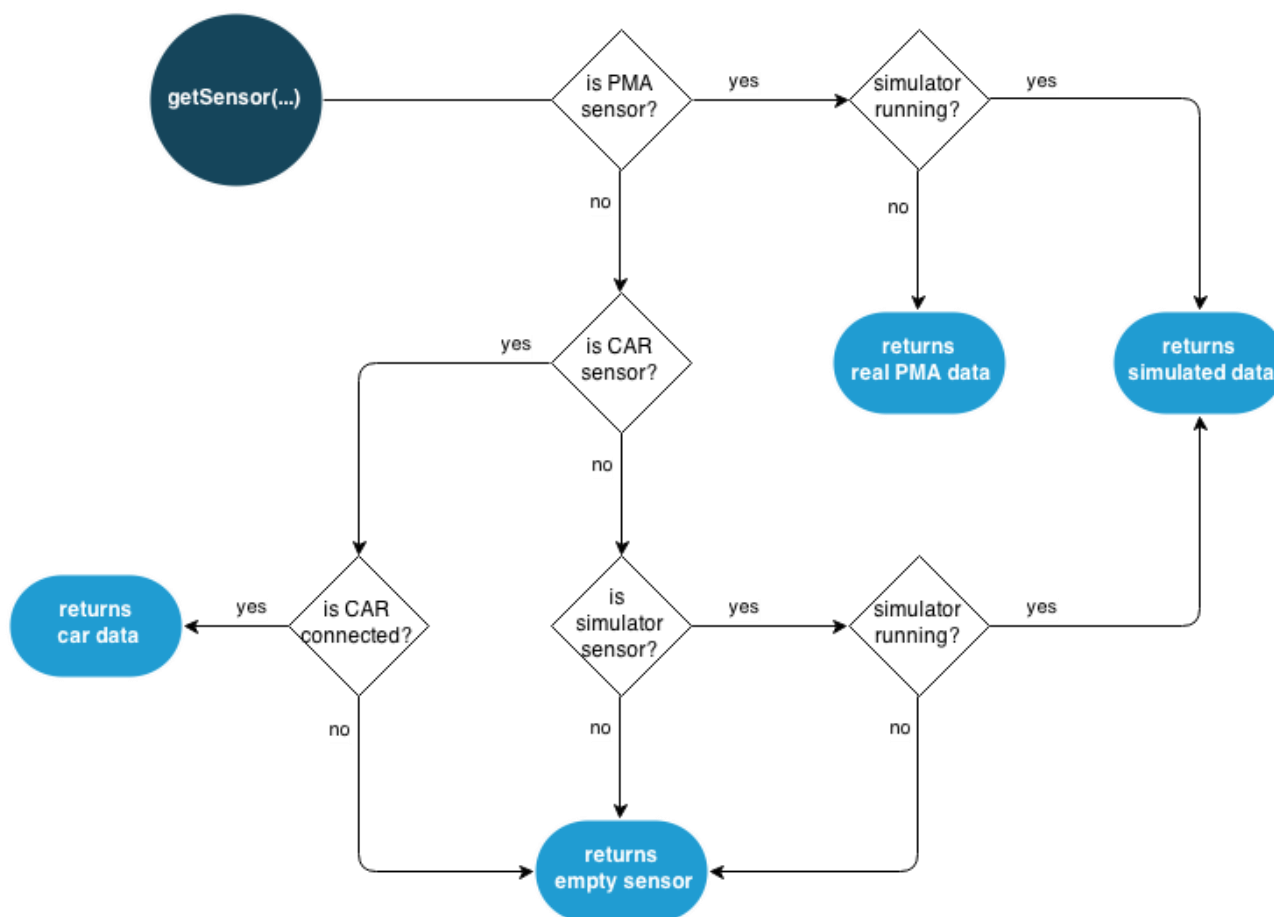 getSensor(...)
is PMA
sensor?
yes
simulator
running?
yes
no
no
is CAR
sensor?
yes
returns
real PMA data
returns
simulated data
no
returns
car data
yes
is CAR
connected?
is
simulator
sensor?
yes
simulator
running?
yes
no
no
no
returns
empty sensor